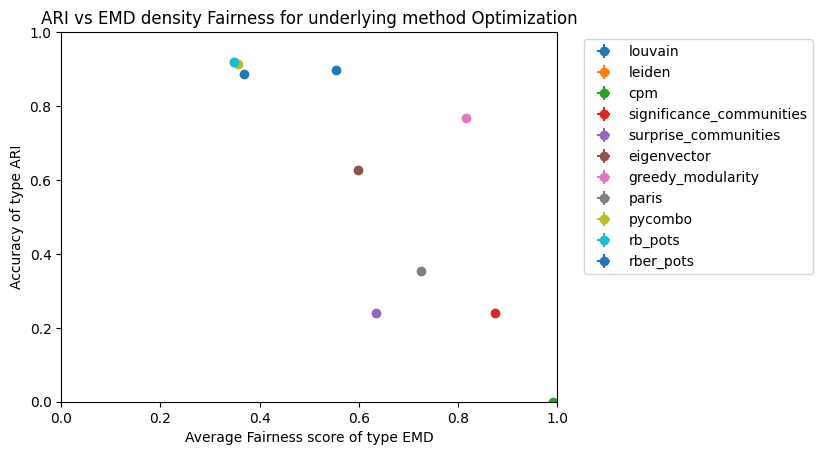 ARI vs EMD density Fairness for underlying method Optimization
1.0
0.8
0.6
0.4
0.2
0.0
Accuracy of type ARI
0.0 0.2 0.4 0.6 0.8 1.0
Average Fairness score of type EMD
louvain
leiden
cpm
significance_communities
surprise_communities
eigenvector
greedy_modularity
paris
pycombo
rb_pots
rber_pots